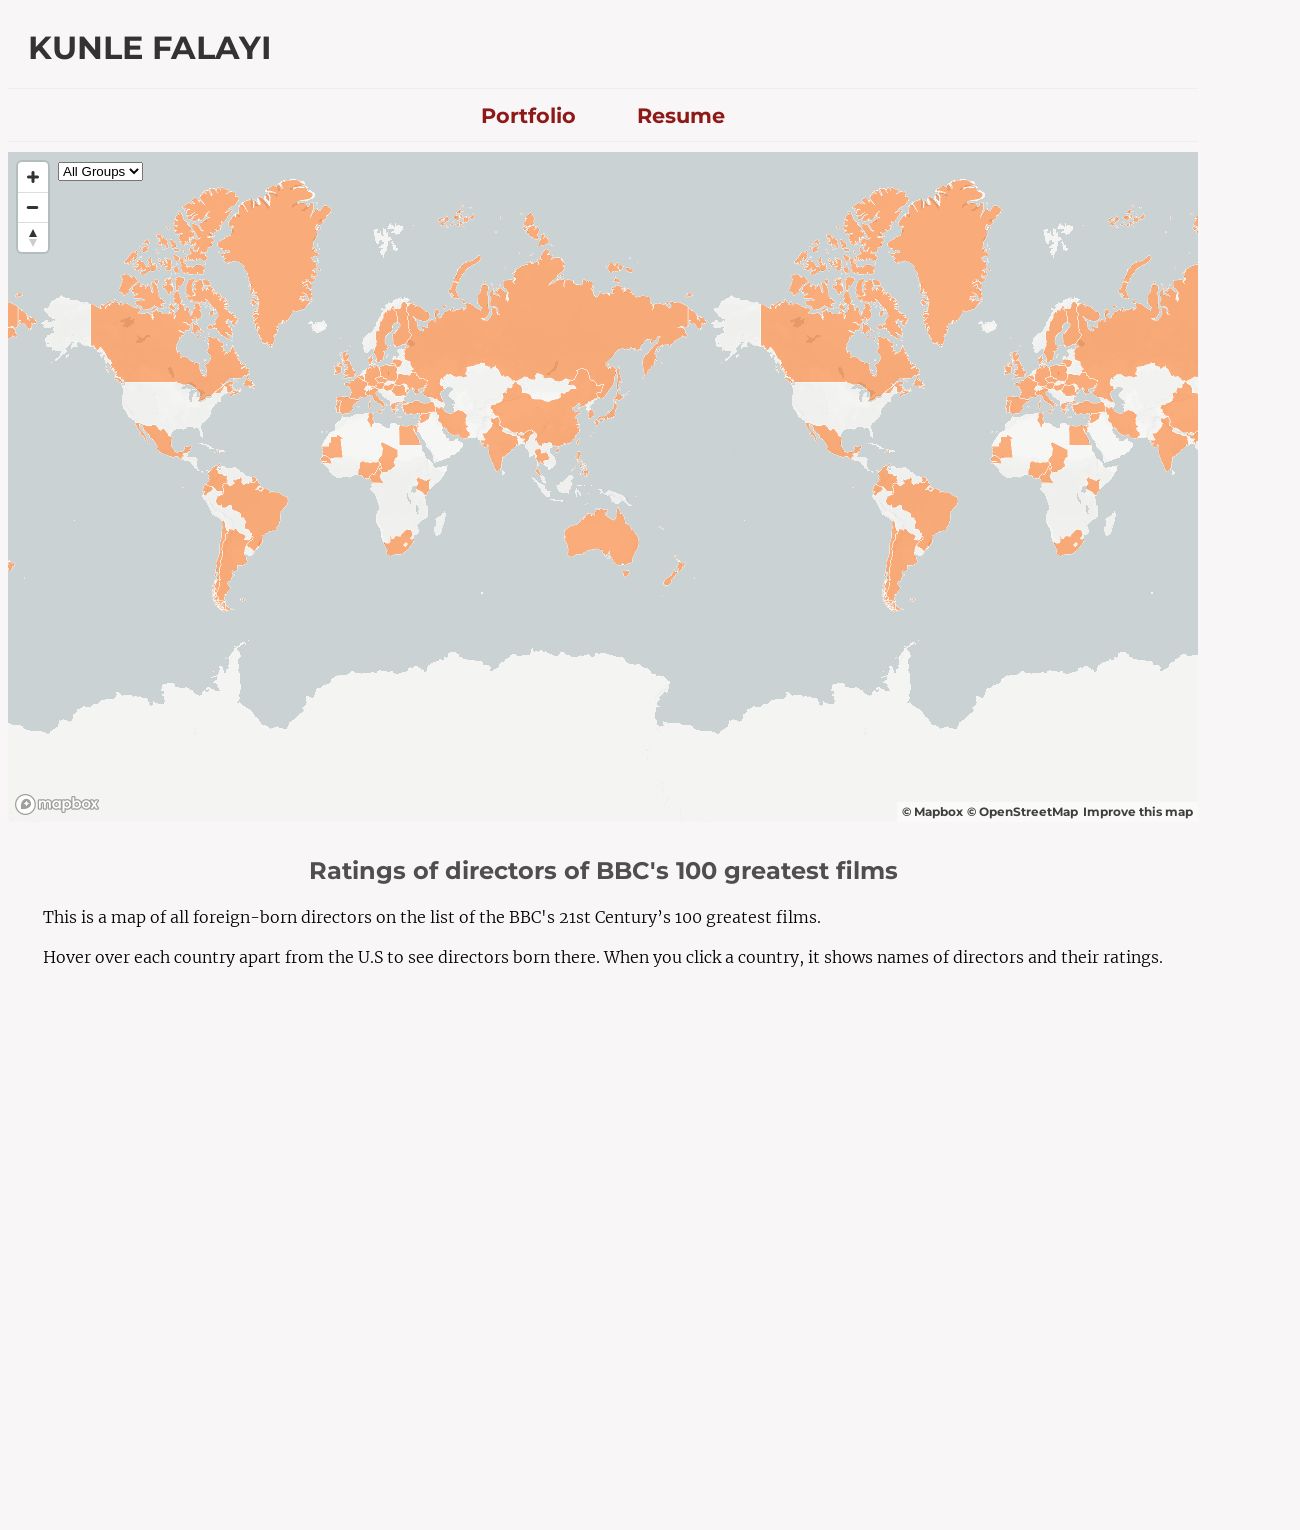 KUNLE FALAYI
Portfolio Resume
All Groups
mapbox
© Mapbox © OpenStreetMap Improve this map
Ratings of directors of BBC's 100 greatest films
This is a map of all foreign-born directors on the list of the BBC's 21st Century’s 100 greatest films.
Hover over each country apart from the U.S to see directors born there. When you click a country, it shows names of directors and their ratings.